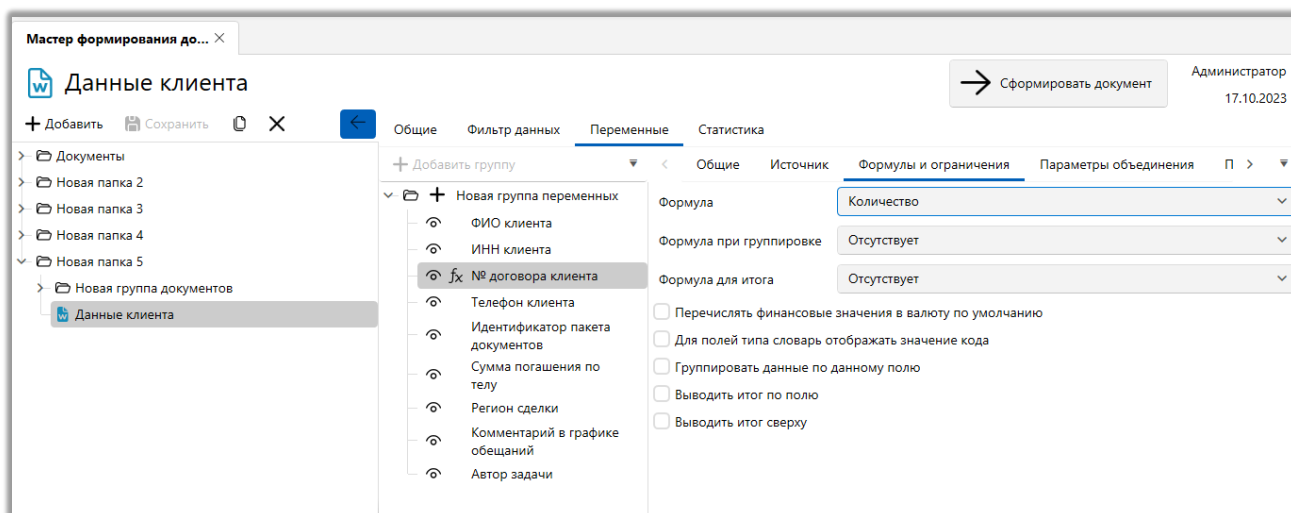 Мастер формирования до...
Данные клиента
Сформировать документ
Администратор
17.10.2023
Добавить Сохранить
Общие Фильтр данных Переменные Статистика
Документы
Новая папка 2
Новая папка 3
Новая папка 4
Новая папка 5
Новая группа документов
Данные клиента
Добавить группу
Новая группа переменных
ФИО клиента
ИНН клиента
fx № договора клиента
Телефон клиента
Идентификатор пакета
документов
Сумма погашения по
телу
Регион сделки
Комментарий в графике
обещаний
Автор задачи
Общие Источник Формулы и ограничения Параметры объединения П
Формула Количество
Формула при группировке Отсутствует
Формула для итога Отсутствует
Перечислять финансовые значения в валюту по умолчанию
Для полей типа словарь отображать значение кода
Группировать данные по данному полю
Выводить итог по полю
Выводить итог сверху